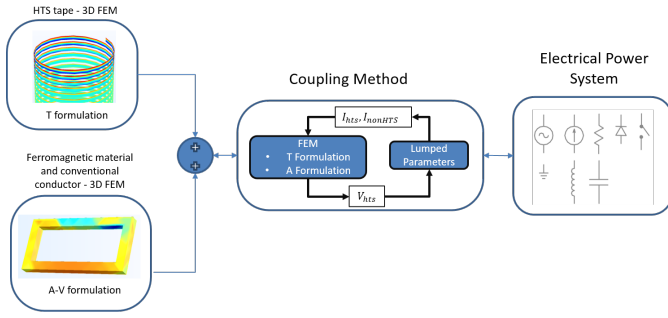 HTS tape - 3D FEM
T formulation
Ferromagnetic material
and conventional
conductor - 3D FEM
A-V formulation
+
+
Coupling Method
I_hts, I_nonHTS
FEM
• T Formulation
• A Formulation
Lumped
Parameters
V_hts
Electrical Power
System